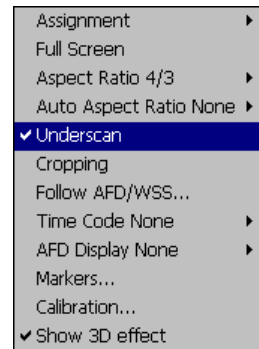 Assignment
Full Screen
Aspect Ratio 4/3
Auto Aspect Ratio None
Underscan
Cropping
Follow AFD/WSS...
Time Code None
AFD Display None
Markers...
Calibration...
Show 3D effect